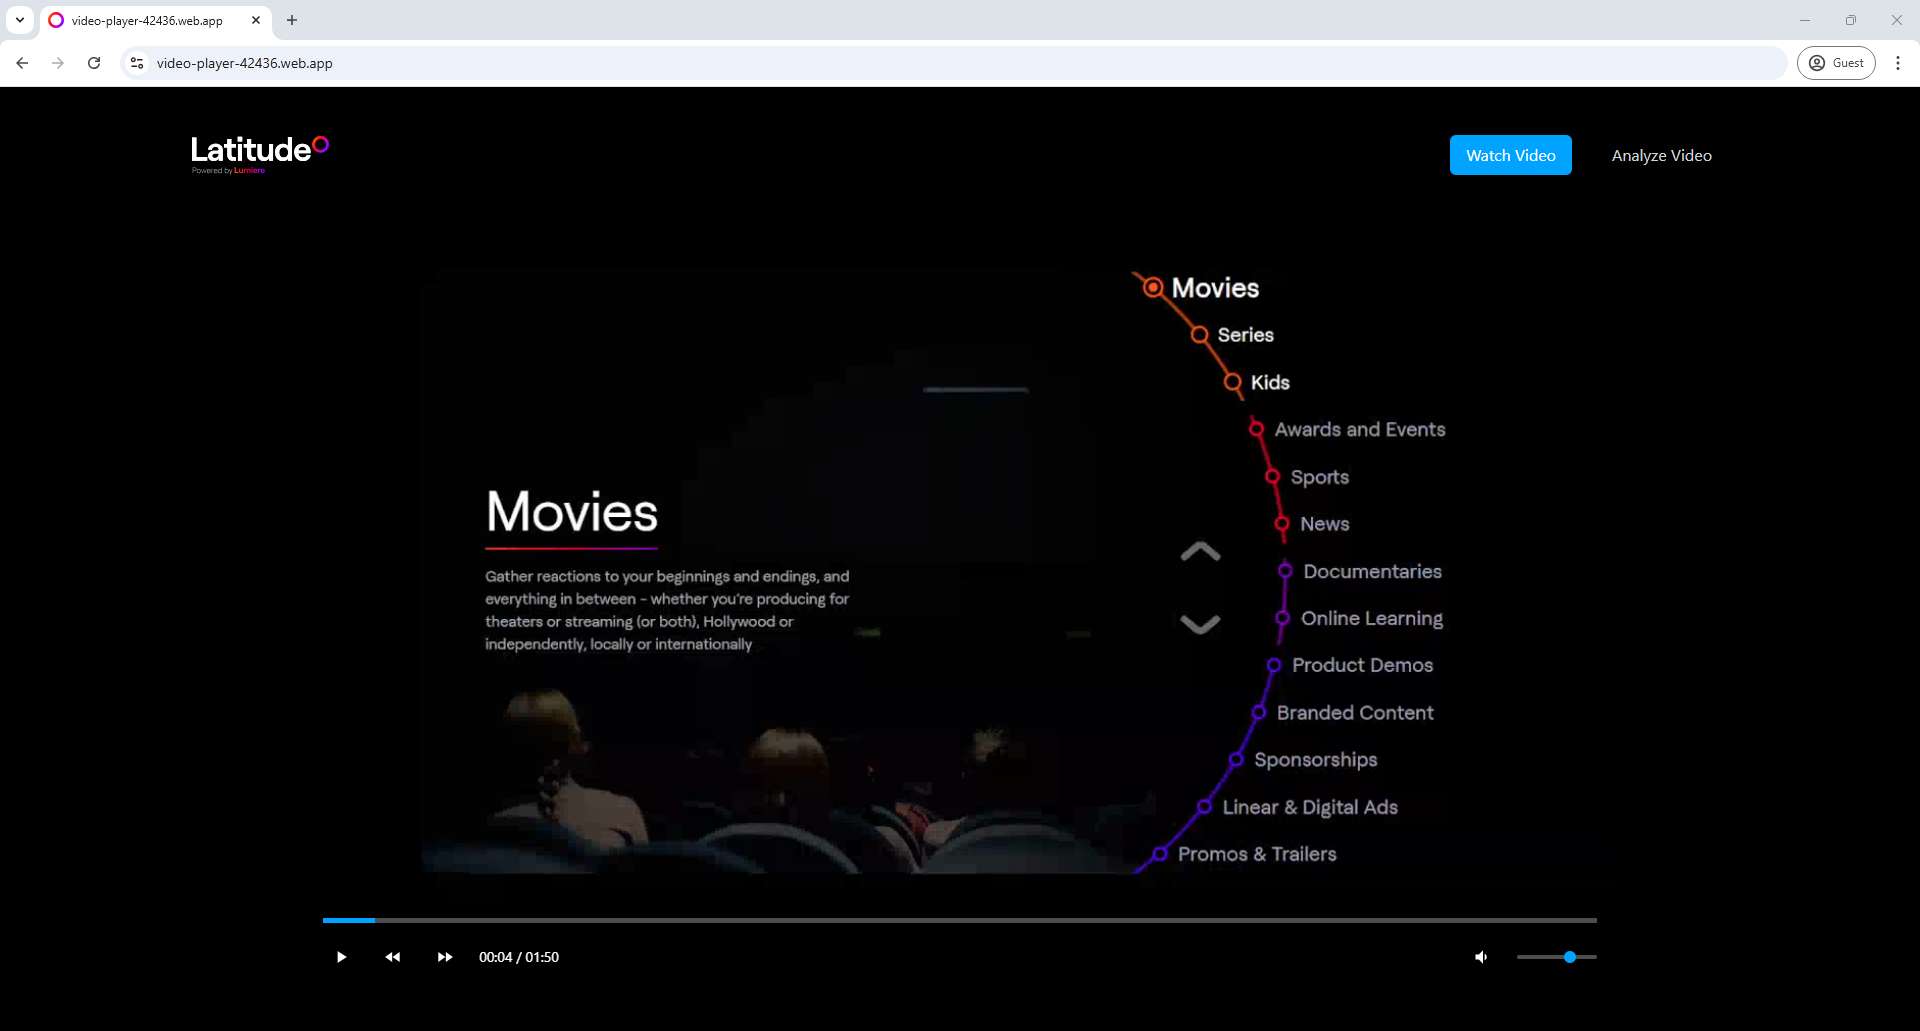 video-player-42436.web.app
video-player-42436.web.app
Guest
Latitude
Powered by Lumiere
Watch Video
Analyze Video
Movies
Series
Kids
Awards and Events
Sports
News
Documentaries
Online Learning
Product Demos
Branded Content
Sponsorships
Linear & Digital Ads
Promos & Trailers
Movies
Gather reactions to your beginnings and endings, and
everything in between - whether you're producing for
theaters or streaming (or both), Hollywood or
independently, locally or internationally
00:04 / 01:50